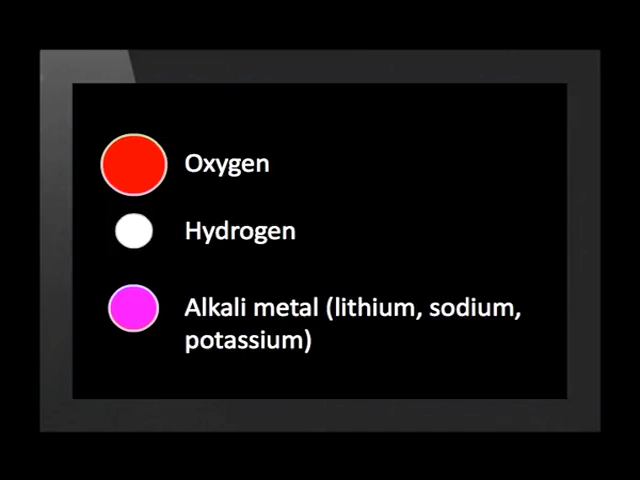 Oxygen
Hydrogen
Alkali metal (lithium, sodium,
potassium)